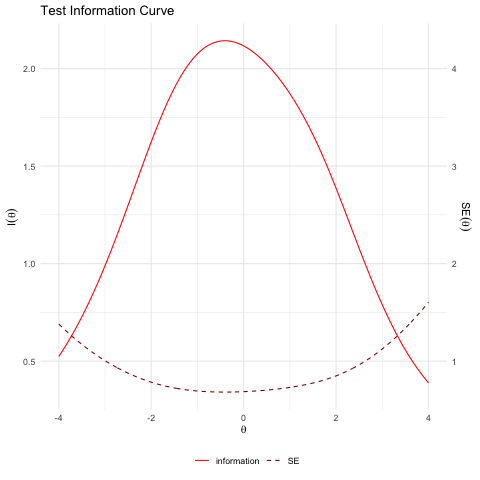 Test Information Curve
2.0
1.5
1.0
0.5
I(θ)
4
3
2
1
SE(θ)
-4 -2 0 2 4
θ
information SE